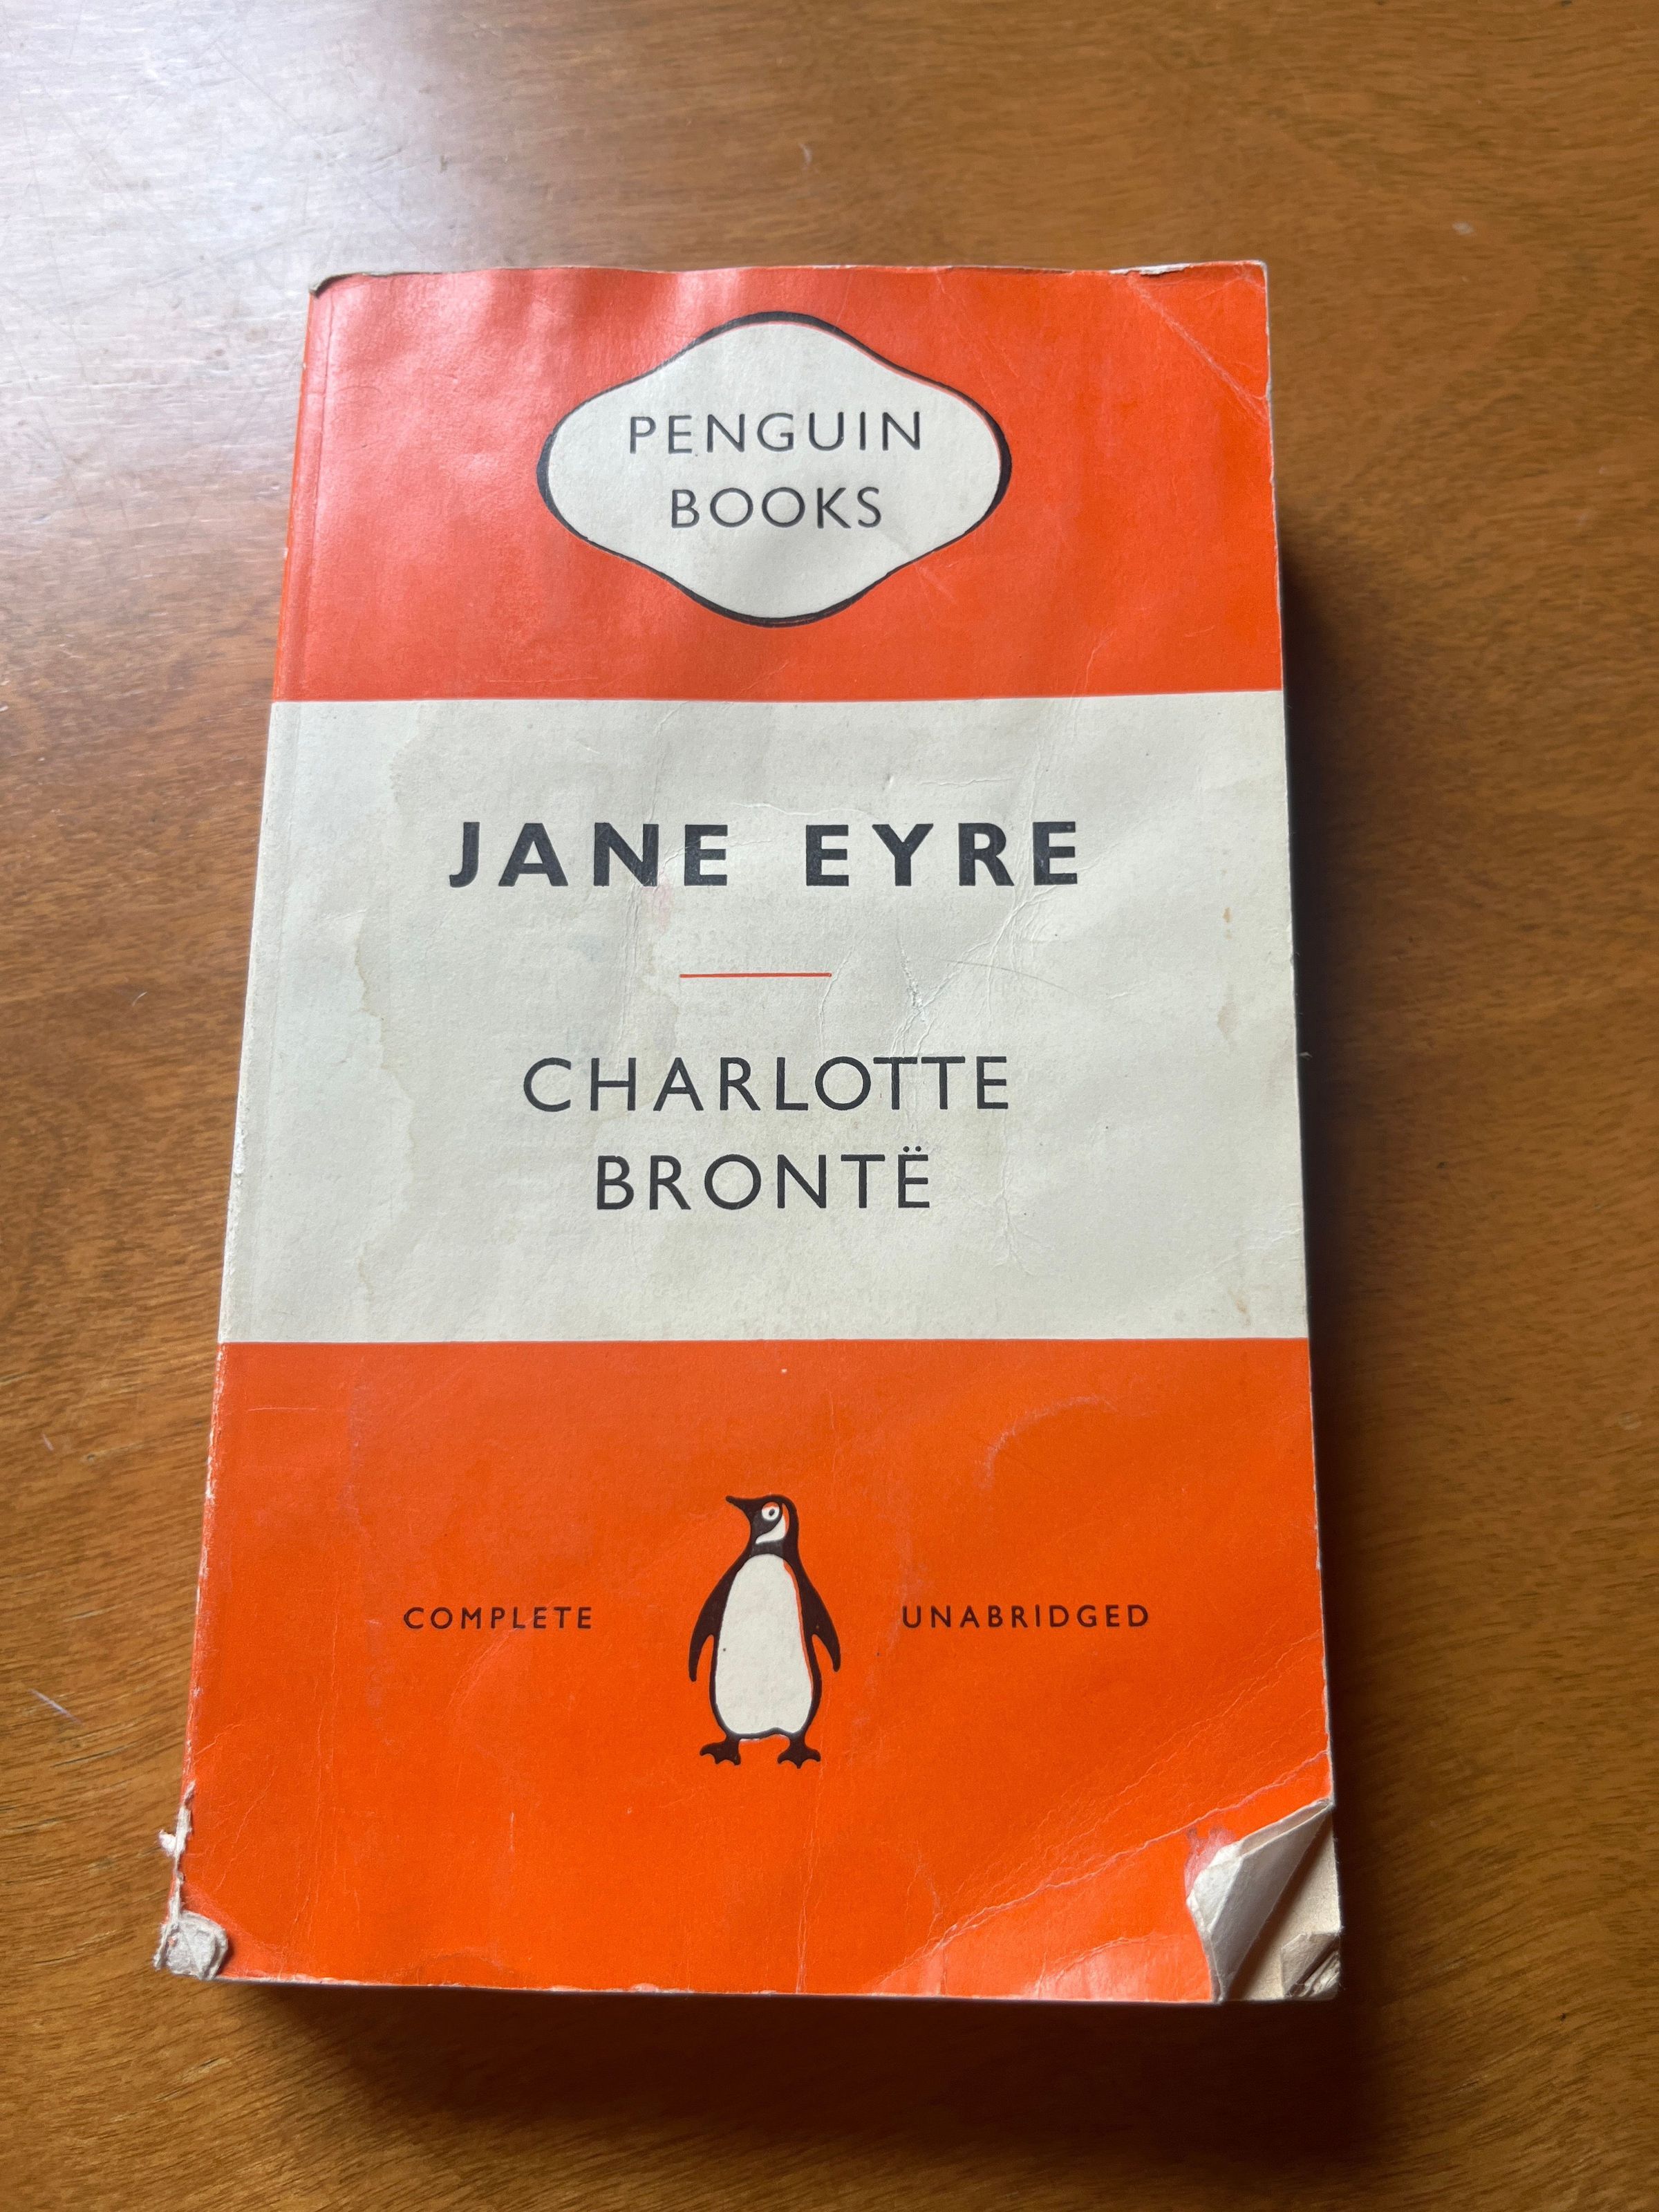 PENGUIN
BOOKS
JANE EYRE
CHARLOTTE
BRONTË
COMPLETE UNABRIDGED